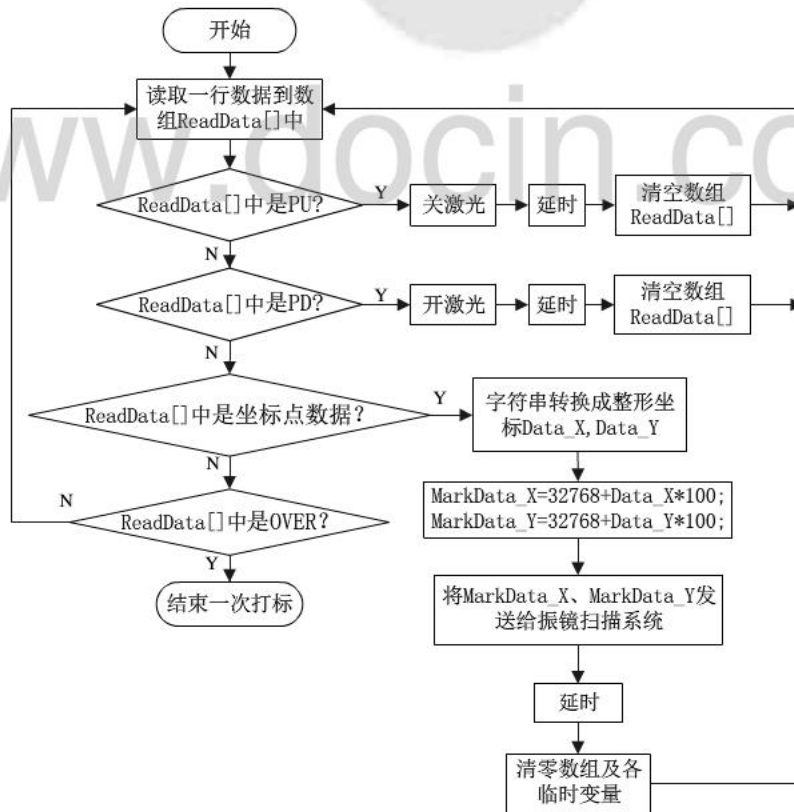 开始
读取一行数据到数
组ReadData[]中
www.docin.co
ReadData[]中是PU?
Y
关激光
延时
清空数组
ReadData[]
N
ReadData[]中是PD?
Y
开激光
延时
清空数组
ReadData[]
N
ReadData[]中是坐标点数据?
Y
字符串转换成整形坐
标Data_X,Data_Y
N
MarkData_X=32768+Data_X*100;
MarkData_Y=32768+Data_Y*100;
N
ReadData[]中是OVER?
Y
结束一次打标
将MarkData_X、MarkData_Y发
送给振镜扫描系统
延时
清零数组及各
临时变量